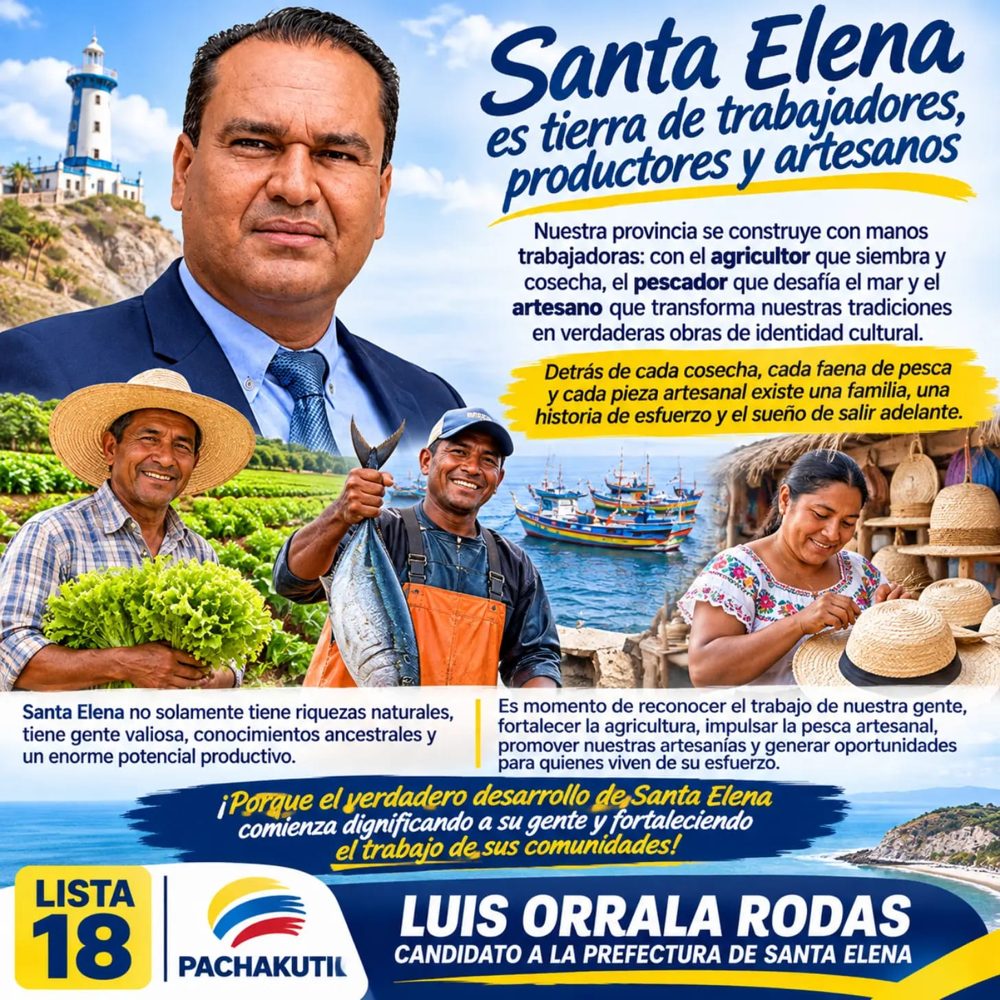 Santa Elena
es tierra de trabajadores,
productores y artesanos
Nuestra provincia se construye con manos
trabajadoras: con el agricultor que siembra y
cosecha, el pescador que desafía el mar y el
artesano que transforma nuestras tradiciones
en verdaderas obras de identidad cultural.
Detrás de cada cosecha, cada faena de pesca
y cada pieza artesanal existe una familia, una
historia de esfuerzo y el sueño de salir adelante.
Santa Elena no solamente tiene riquezas naturales,
tiene gente valiosa, conocimientos ancestrales y
un enorme potencial productivo.
Es momento de reconocer el trabajo de nuestra gente,
fortalecer la agricultura, impulsar la pesca artesanal,
promover nuestras artesanías y generar oportunidades
para quienes viven de su esfuerzo.
¡Porque el verdadero desarrollo de Santa Elena
comienza dignificando a su gente y fortaleciendo
el trabajo de sus comunidades!
LISTA
18
PACHAKUTIK
LUIS ORRALA RODAS
CANDIDATO A LA PREFECTURA DE SANTA ELENA